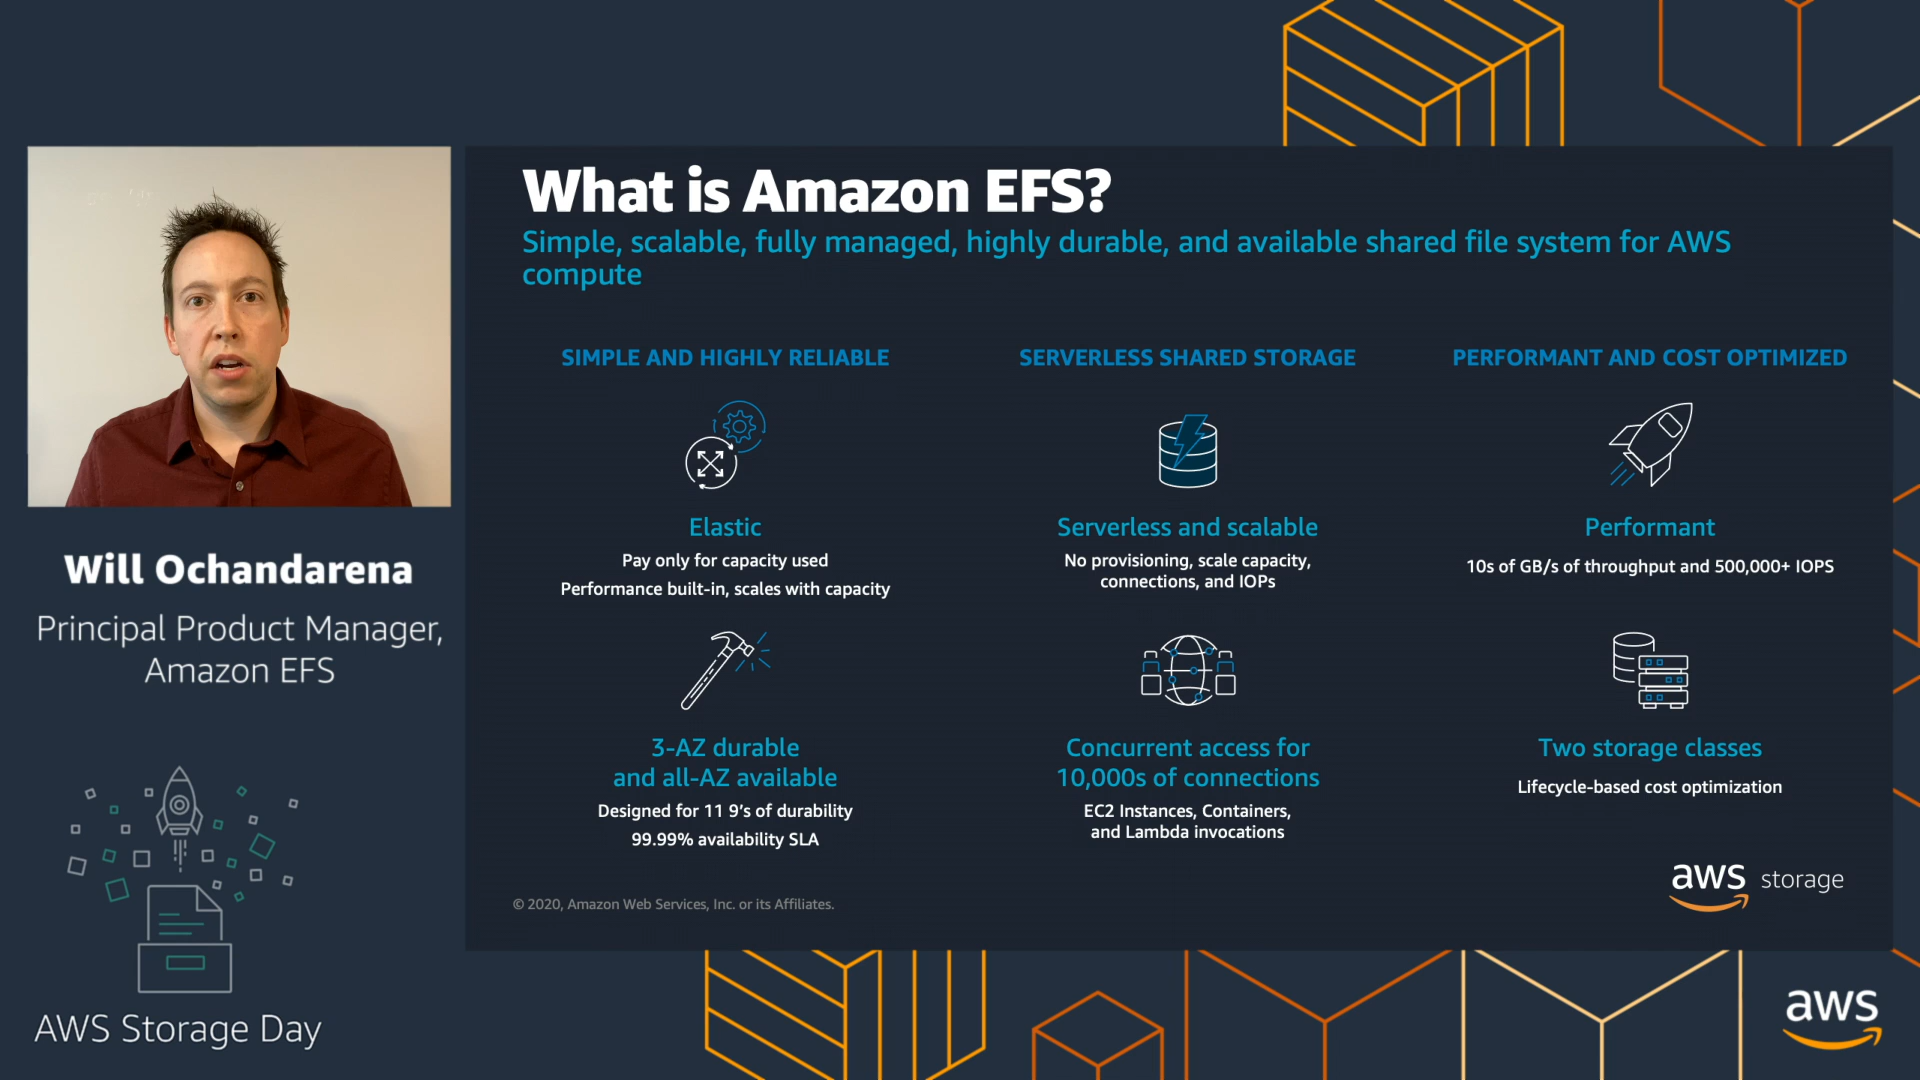 What is Amazon EFS?
Simple, scalable, fully managed, highly durable, and available shared file system for AWS
compute
SIMPLE AND HIGHLY RELIABLE
Elastic
Pay only for capacity used
Performance built-in, scales with capacity
3-AZ durable
and all-AZ available
Designed for 11 9's of durability
99.99% availability SLA
SERVERLESS SHARED STORAGE
Serverless and scalable
No provisioning, scale capacity,
connections, and IOPs
Concurrent access for
10,000s of connections
EC2 Instances, Containers,
and Lambda invocations
PERFORMANT AND COST OPTIMIZED
Performant
10s of GB/s of throughput and 500,000+ IOPS
Two storage classes
Lifecycle-based cost optimization
© 2020, Amazon Web Services, Inc. or its Affiliates.
aws storage
Will Ochandarena
Principal Product Manager,
Amazon EFS
AWS Storage Day
aws